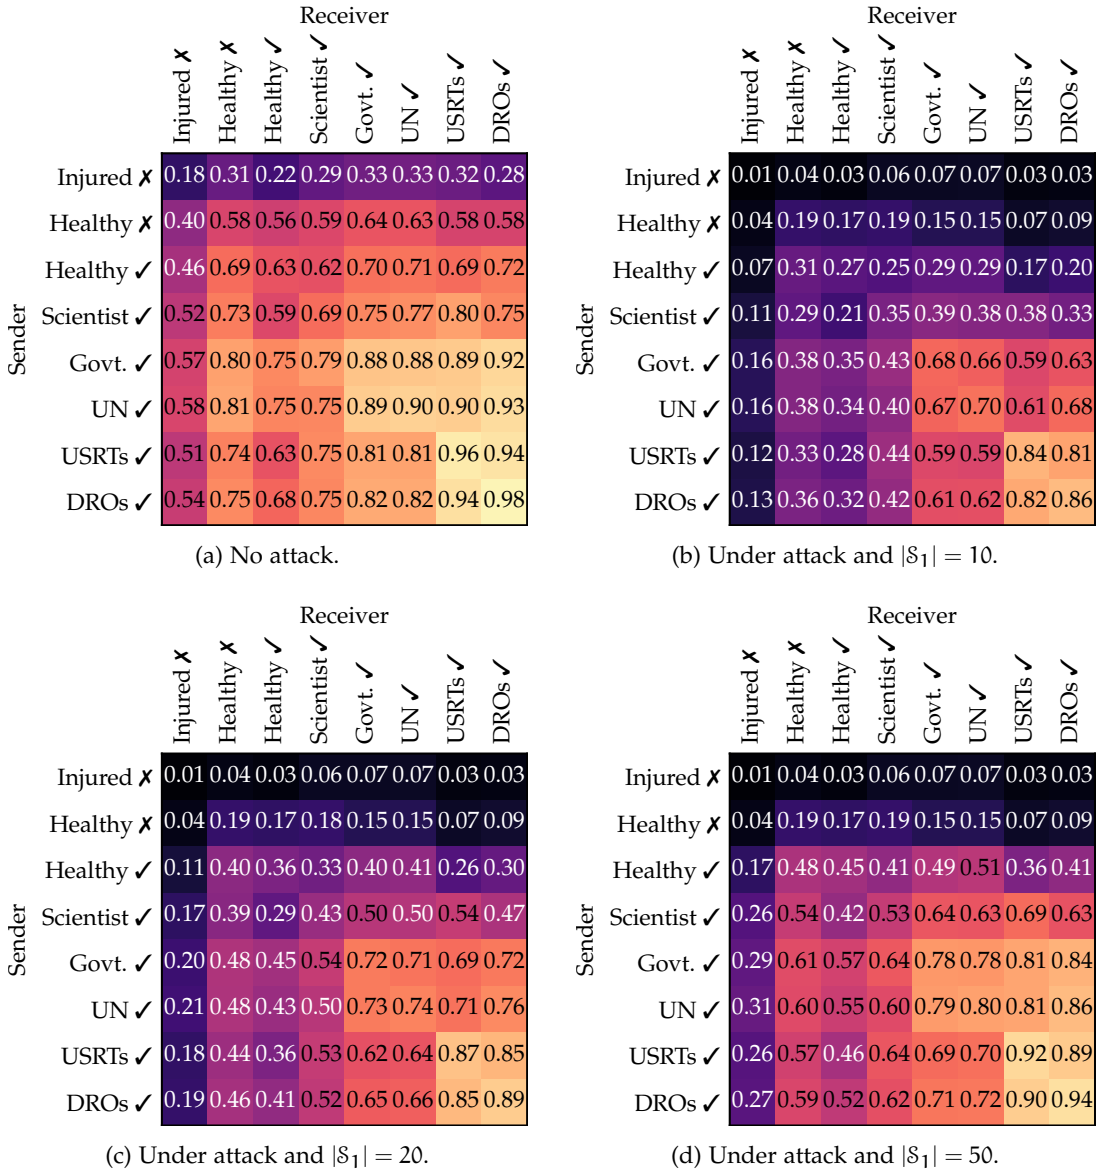 Receiver
Injured ✗ Healthy ✗ Healthy ✓ Scientist ✓ Govt. ✓ UN ✓ USRTs ✓ DROs ✓
Sender
Injured ✗ 0.18 0.31 0.22 0.29 0.33 0.33 0.32 0.28
Healthy ✗ 0.40 0.58 0.56 0.59 0.64 0.63 0.58 0.58
Healthy ✓ 0.46 0.69 0.63 0.62 0.70 0.71 0.69 0.72
Scientist ✓ 0.52 0.73 0.59 0.69 0.75 0.77 0.80 0.75
Govt. ✓ 0.57 0.80 0.75 0.79 0.88 0.88 0.89 0.92
UN ✓ 0.58 0.81 0.75 0.75 0.89 0.90 0.90 0.93
USRTs ✓ 0.51 0.74 0.63 0.75 0.81 0.81 0.96 0.94
DROs ✓ 0.54 0.75 0.68 0.75 0.82 0.82 0.94 0.98
(a) No attack.
Receiver
Injured ✗ Healthy ✗ Healthy ✓ Scientist ✓ Govt. ✓ UN ✓ USRTs ✓ DROs ✓
Sender
Injured ✗ 0.01 0.04 0.03 0.06 0.07 0.07 0.03 0.03
Healthy ✗ 0.04 0.19 0.17 0.19 0.15 0.15 0.07 0.09
Healthy ✓ 0.07 0.31 0.27 0.25 0.29 0.29 0.17 0.20
Scientist ✓ 0.11 0.29 0.21 0.35 0.39 0.38 0.38 0.33
Govt. ✓ 0.16 0.38 0.35 0.43 0.68 0.66 0.59 0.63
UN ✓ 0.16 0.38 0.34 0.40 0.67 0.70 0.61 0.68
USRTs ✓ 0.12 0.33 0.28 0.44 0.59 0.59 0.84 0.81
DROs ✓ 0.13 0.36 0.32 0.42 0.61 0.62 0.82 0.86
(b) Under attack and |𝒮₁| = 10.
Receiver
Injured ✗ Healthy ✗ Healthy ✓ Scientist ✓ Govt. ✓ UN ✓ USRTs ✓ DROs ✓
Sender
Injured ✗ 0.01 0.04 0.03 0.06 0.07 0.07 0.03 0.03
Healthy ✗ 0.04 0.19 0.17 0.18 0.15 0.15 0.07 0.09
Healthy ✓ 0.11 0.40 0.36 0.33 0.40 0.41 0.26 0.30
Scientist ✓ 0.17 0.39 0.29 0.43 0.50 0.50 0.54 0.47
Govt. ✓ 0.20 0.48 0.45 0.54 0.72 0.71 0.69 0.72
UN ✓ 0.21 0.48 0.43 0.50 0.73 0.74 0.71 0.76
USRTs ✓ 0.18 0.44 0.36 0.53 0.62 0.64 0.87 0.85
DROs ✓ 0.19 0.46 0.41 0.52 0.65 0.66 0.85 0.89
(c) Under attack and |𝒮₁| = 20.
Receiver
Injured ✗ Healthy ✗ Healthy ✓ Scientist ✓ Govt. ✓ UN ✓ USRTs ✓ DROs ✓
Sender
Injured ✗ 0.01 0.04 0.03 0.06 0.07 0.07 0.03 0.03
Healthy ✗ 0.04 0.19 0.17 0.19 0.15 0.15 0.07 0.09
Healthy ✓ 0.17 0.48 0.45 0.41 0.49 0.51 0.36 0.41
Scientist ✓ 0.26 0.54 0.42 0.53 0.64 0.63 0.69 0.63
Govt. ✓ 0.29 0.61 0.57 0.64 0.78 0.78 0.81 0.84
UN ✓ 0.31 0.60 0.55 0.60 0.79 0.80 0.81 0.86
USRTs ✓ 0.26 0.57 0.46 0.64 0.69 0.70 0.92 0.89
DROs ✓ 0.27 0.59 0.52 0.62 0.71 0.72 0.90 0.94
(d) Under attack and |𝒮₁| = 50.